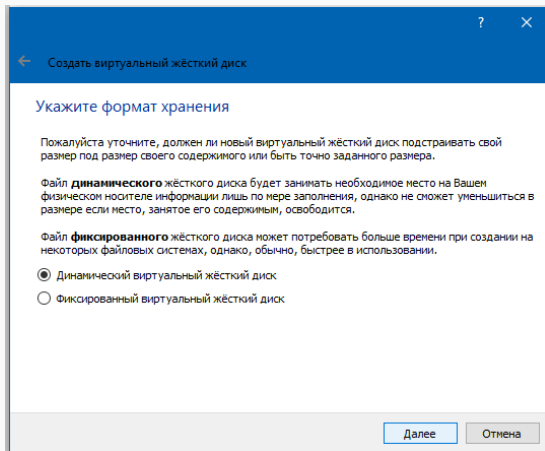 ?
Создать виртуальный жёсткий диск
Укажите формат хранения
Пожалуйста уточните, должен ли новый виртуальный жёсткий диск подстраивать свой
размер под размер своего содержимого или быть точно заданного размера.
Файл динамического жёсткого диска будет занимать необходимое место на Вашем
физическом носителе информации лишь по мере заполнения, однако не сможет уменьшиться в
размере если место, занятое его содержимым, освободится.
Файл фиксированного жёсткого диска может потребовать больше времени при создании на
некоторых файловых системах, однако, обычно, быстрее в использовании.
Динамический виртуальный жёсткий диск
Фиксированный виртуальный жёсткий диск
Далее Отмена